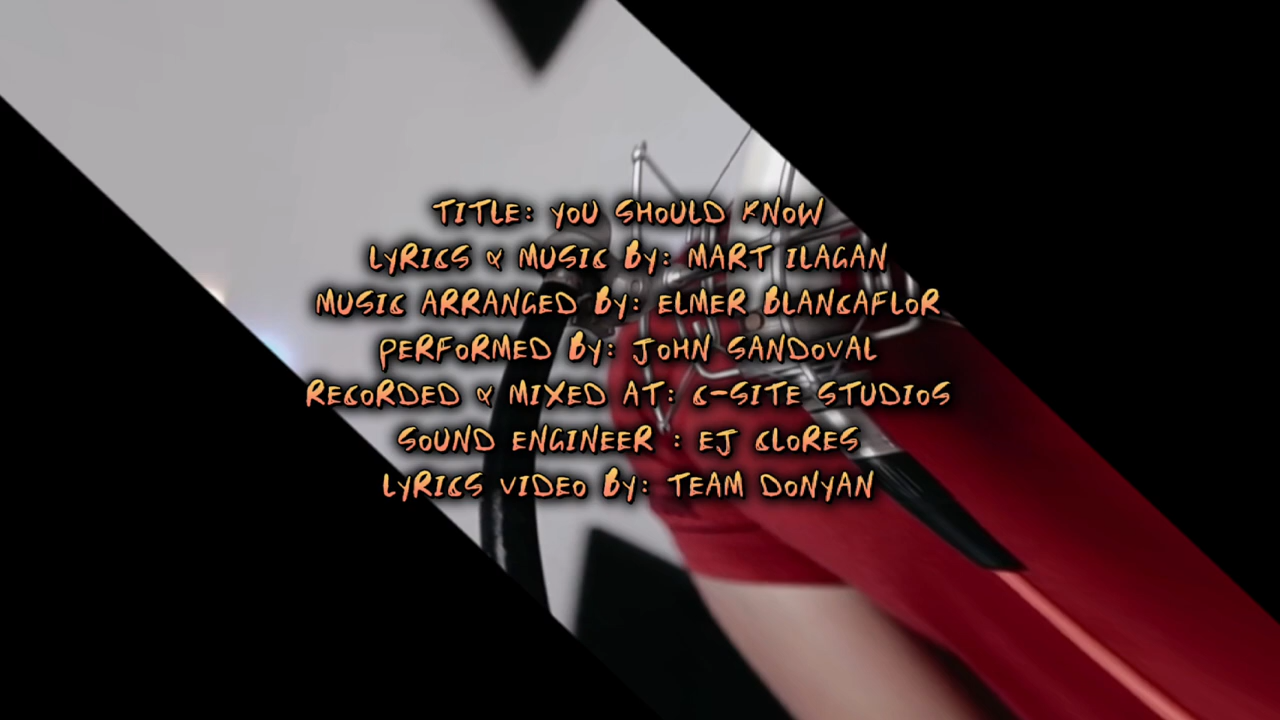 TITLE: YOU SHOULD KNOW
LYRICS & MUSIC BY: MART ILAGAN
MUSIC ARRANGED BY: ELMER BLANCAFLOR
PERFORMED BY: JOHN SANDOVAL
RECORDED & MIXED AT: C-SITE STUDIOS
SOUND ENGINEER : EJ CLORES
LYRICS VIDEO BY: TEAM DONYAN